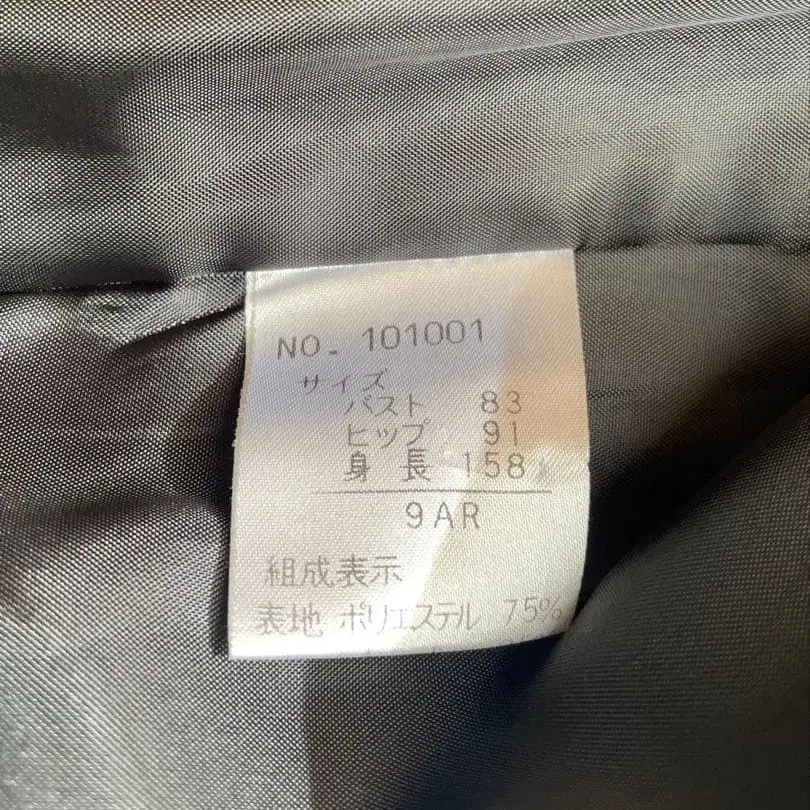 NO. 101001
サイズ
バスト 83
ヒップ 91
身長 158
9AR
組成表示
表地 ポリエステル 75%